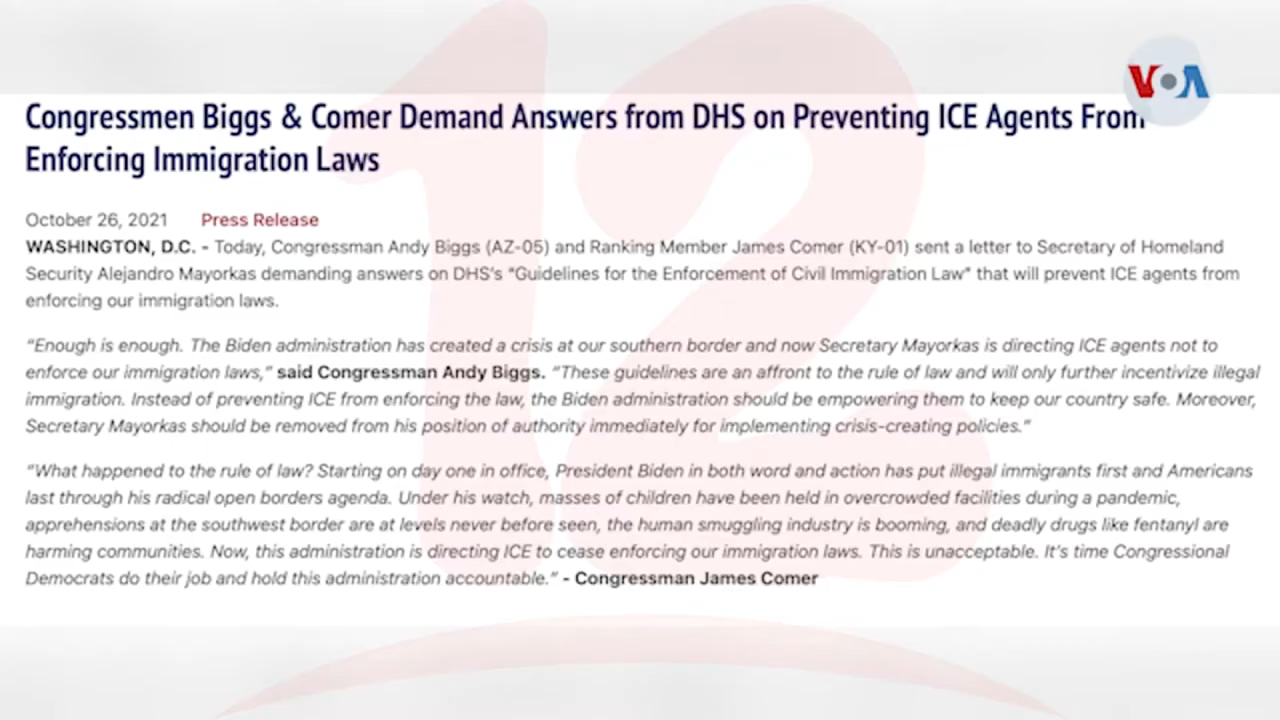 VOA
Congressmen Biggs & Comer Demand Answers from DHS on Preventing ICE Agents From
Enforcing Immigration Laws
October 26, 2021 Press Release
WASHINGTON, D.C. - Today, Congressman Andy Biggs (AZ-05) and Ranking Member James Comer (KY-01) sent a letter to Secretary of Homeland
Security Alejandro Mayorkas demanding answers on DHS's "Guidelines for the Enforcement of Civil Immigration Law" that will prevent ICE agents from
enforcing our immigration laws.
“Enough is enough. The Biden administration has created a crisis at our southern border and now Secretary Mayorkas is directing ICE agents not to
enforce our immigration laws,” said Congressman Andy Biggs. “These guidelines are an affront to the rule of law and will only further incentivize illegal
immigration. Instead of preventing ICE from enforcing the law, the Biden administration should be empowering them to keep our country safe. Moreover,
Secretary Mayorkas should be removed from his position of authority immediately for implementing crisis-creating policies.”
“What happened to the rule of law? Starting on day one in office, President Biden in both word and action has put illegal immigrants first and Americans
last through his radical open borders agenda. Under his watch, masses of children have been held in overcrowded facilities during a pandemic,
apprehensions at the southwest border are at levels never before seen, the human smuggling industry is booming, and deadly drugs like fentanyl are
harming communities. Now, this administration is directing ICE to cease enforcing our immigration laws. This is unacceptable. It’s time Congressional
Democrats do their job and hold this administration accountable.” - Congressman James Comer
12